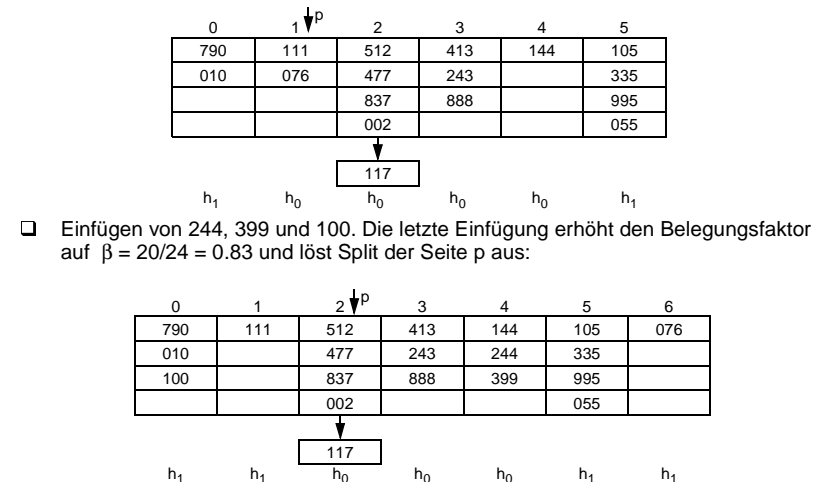 p
0 1 2 3 4 5
790 111 512 413 144 105
010 076 477 243 335
837 888 995
002 055
117
h1 h0 h0 h0 h0 h1
❑ Einfügen von 244, 399 und 100. Die letzte Einfügung erhöht den Belegungsfaktor
auf β = 20/24 = 0.83 und löst Split der Seite p aus:
p
0 1 2 3 4 5 6
790 111 512 413 144 105 076
010 477 243 244 335
100 837 888 399 995
002 055
117
h1 h1 h0 h0 h0 h1 h1